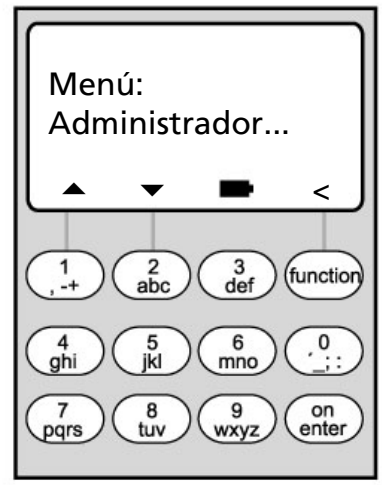 Menú:
Administrador...
<
1 2 3 function
, -+ abc def
4 5 6 0
ghi jkl mno ´_; :
7 8 9 on
pqrs tuv wxyz enter